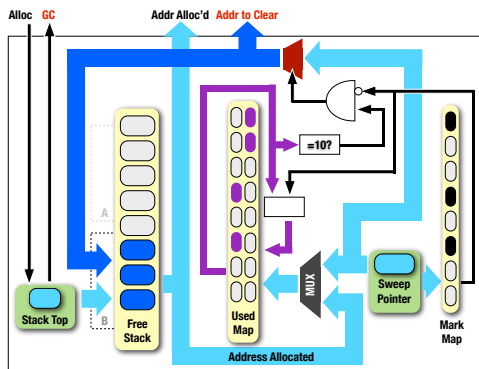 Alloc GC Addr Alloc'd Addr to Clear
=10?
A
B
MUX
Stack Top
Free
Stack
Used
Map
Sweep
Pointer
Mark
Map
Address Allocated